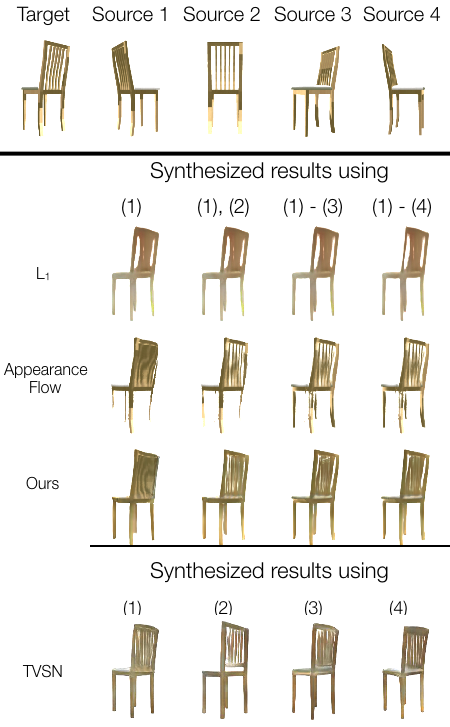 Target Source 1 Source 2 Source 3 Source 4
Synthesized results using
(1) (1), (2) (1) - (3) (1) - (4)
L₁
Appearance
Flow
Ours
Synthesized results using
(1) (2) (3) (4)
TVSN